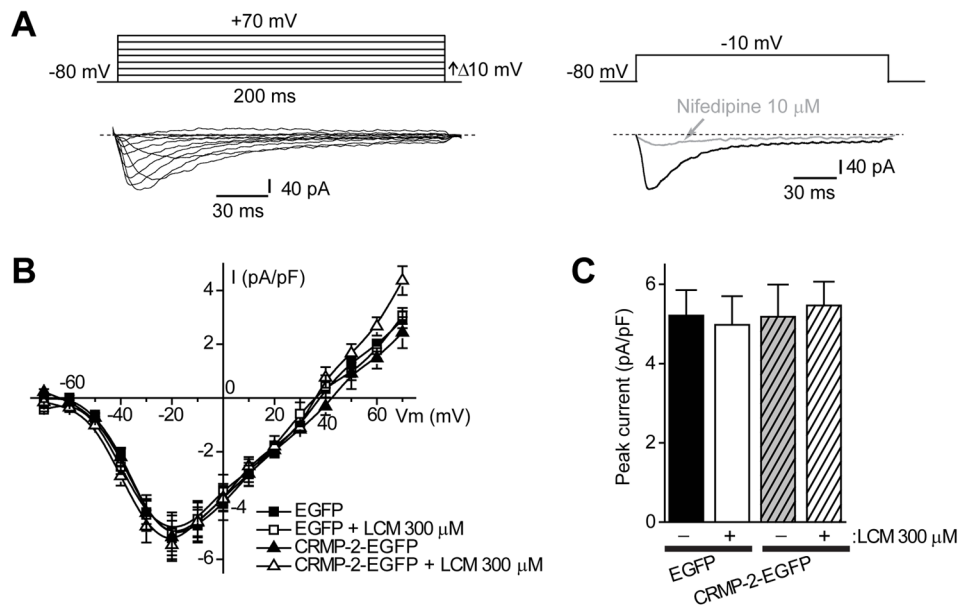 A
+70 mV
-80 mV
Δ10 mV
200 ms
40 pA
30 ms
-10 mV
-80 mV
Nifedipine 10 μM
40 pA
30 ms
B
I (pA/pF)
4
2
0
-60
-40
-20
20
40
60
Vm (mV)
-2
-4
-6
EGFP
EGFP + LCM 300 μM
CRMP-2-EGFP
CRMP-2-EGFP + LCM 300 μM
C
Peak current (pA/pF)
6
4
2
0
– + – + :LCM 300 μM
EGFP
CRMP-2-EGFP